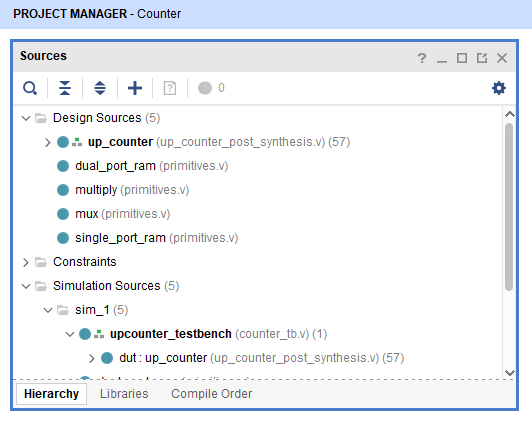 PROJECT MANAGER - Counter
Sources
0
Design Sources (5)
up_counter (up_counter_post_synthesis.v) (57)
dual_port_ram (primitives.v)
multiply (primitives.v)
mux (primitives.v)
single_port_ram (primitives.v)
Constraints
Simulation Sources (5)
sim_1 (5)
upcounter_testbench (counter_tb.v) (1)
dut : up_counter (up_counter_post_synthesis.v) (57)
Hierarchy Libraries Compile Order